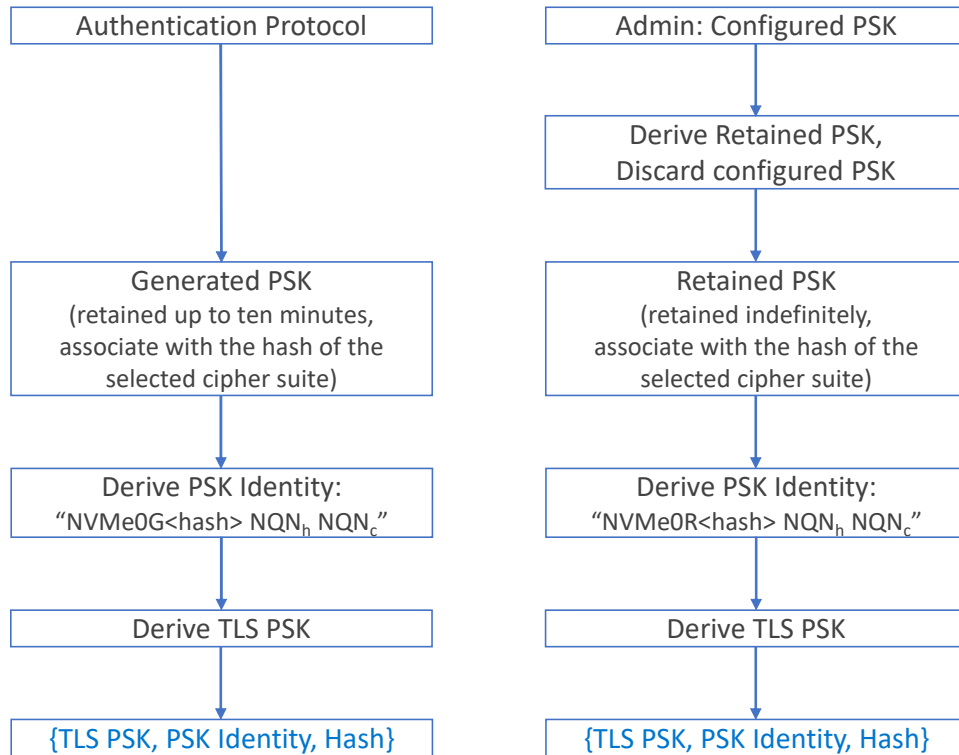 Authentication Protocol
Generated PSK
(retained up to ten minutes,
associate with the hash of the
selected cipher suite)
Derive PSK Identity:
“NVMe0G<hash> NQNh NQNc”
Derive TLS PSK
{TLS PSK, PSK Identity, Hash}
Admin: Configured PSK
Derive Retained PSK,
Discard configured PSK
Retained PSK
(retained indefinitely,
associate with the hash of the
selected cipher suite)
Derive PSK Identity:
“NVMe0R<hash> NQNh NQNc”
Derive TLS PSK
{TLS PSK, PSK Identity, Hash}